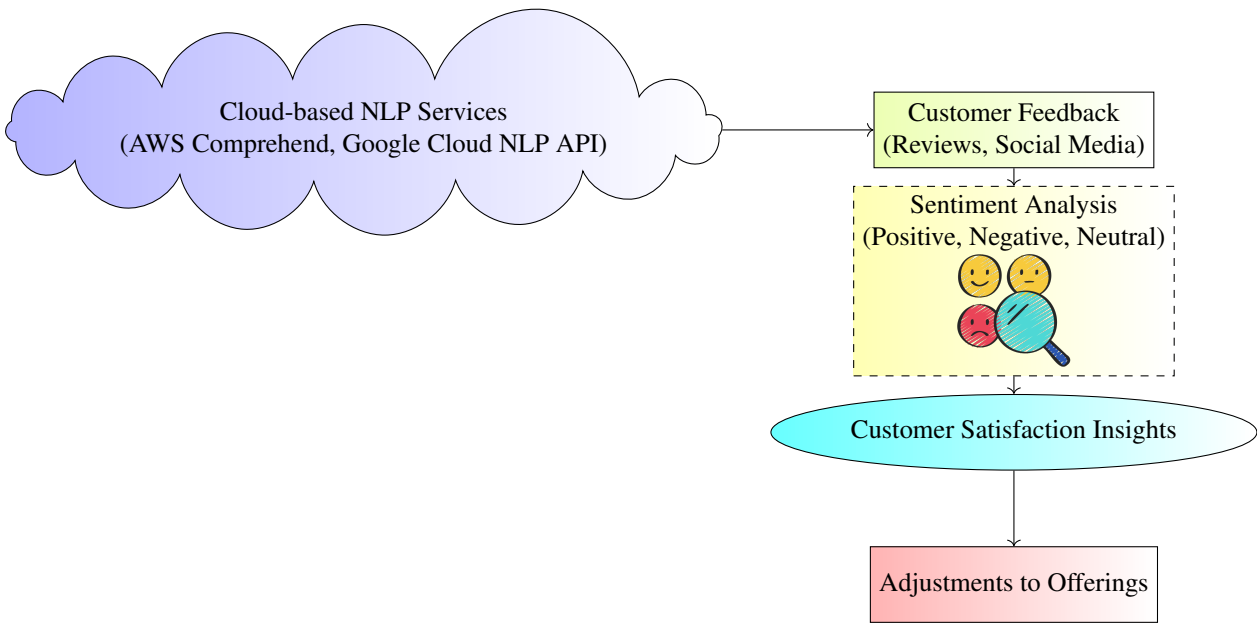 Cloud-based NLP Services
(AWS Comprehend, Google Cloud NLP API)
Customer Feedback
(Reviews, Social Media)
Sentiment Analysis
(Positive, Negative, Neutral)
Customer Satisfaction Insights
Adjustments to Offerings